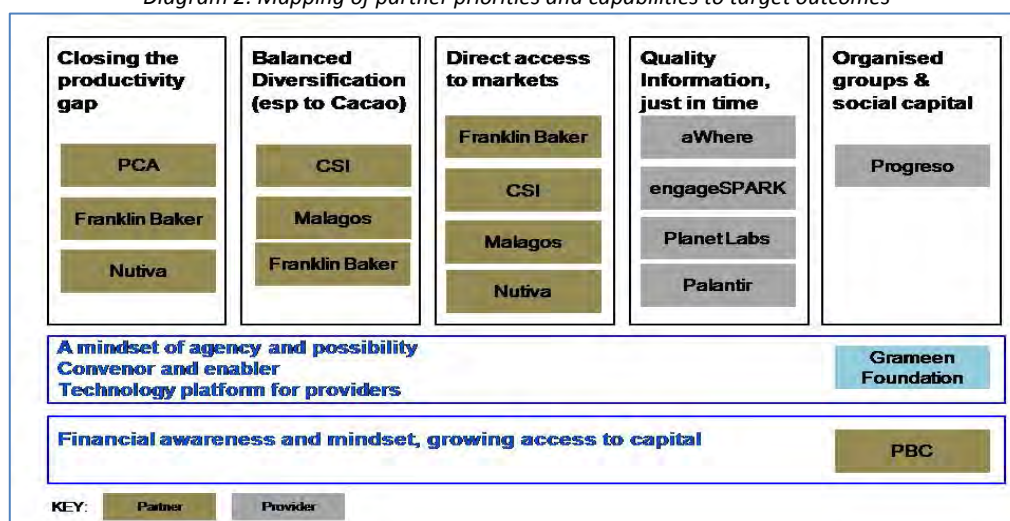 Diagram 2: Mapping of partner priorities and capabilities to target outcomes
Closing the
productivity
gap
PCA
Franklin Baker
Nutiva
Balanced
Diversification
(esp to Cacao)
CSI
Malagos
Franklin Baker
Direct access
to markets
Franklin Baker
CSI
Malagos
Nutiva
Quality
Information,
just in time
aWhere
engageSPARK
PlanetLabs
Palantir
Organised
groups &
social capital
Progreso
A mindset of agency and possibility
Convenor and enabler
Technology platform for providers
Grameen
Foundation
Financial awareness and mindset, growing access to capital
PBC
KEY:
Partner
Provider